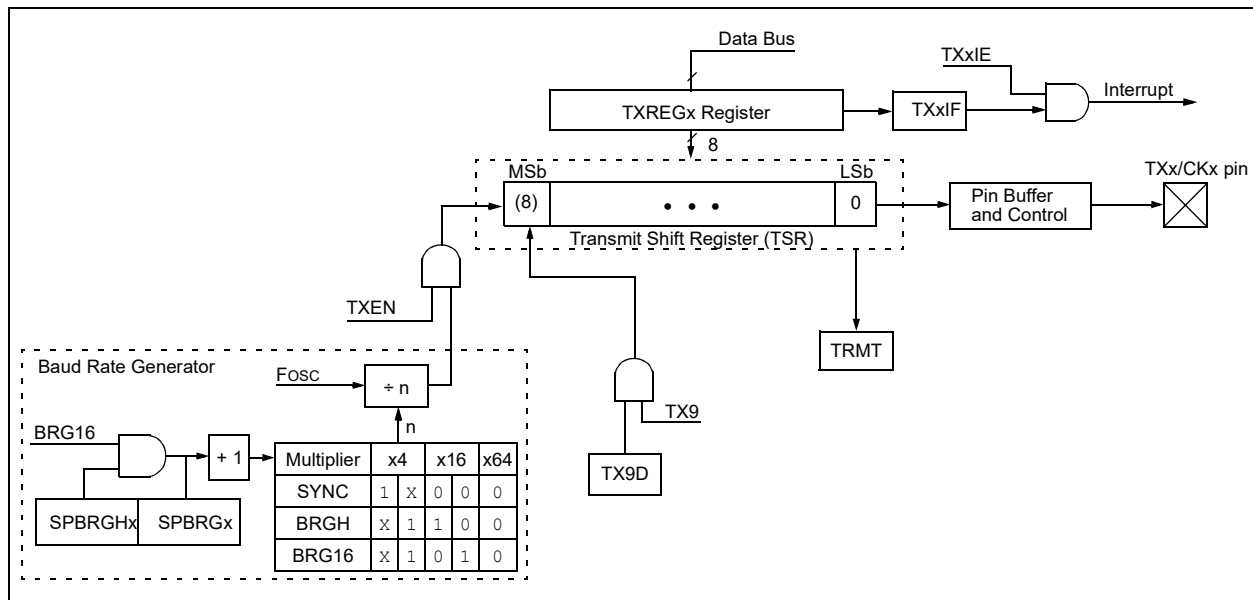 Data Bus
TXxIE
Interrupt
TXREGx Register
TXxIF
8
MSb
LSb
TXx/CKx pin
(8)
• • •
0
Pin Buffer
and Control
Transmit Shift Register (TSR)
TXEN
TRMT
Baud Rate Generator
FOSC
÷ n
TX9
n
BRG16
+ 1
Multiplier x4 x16 x64
SYNC 1 X 0 0 0
BRGH X 1 1 0 0
BRG16 X 1 0 1 0
TX9D
SPBRGHx SPBRGx